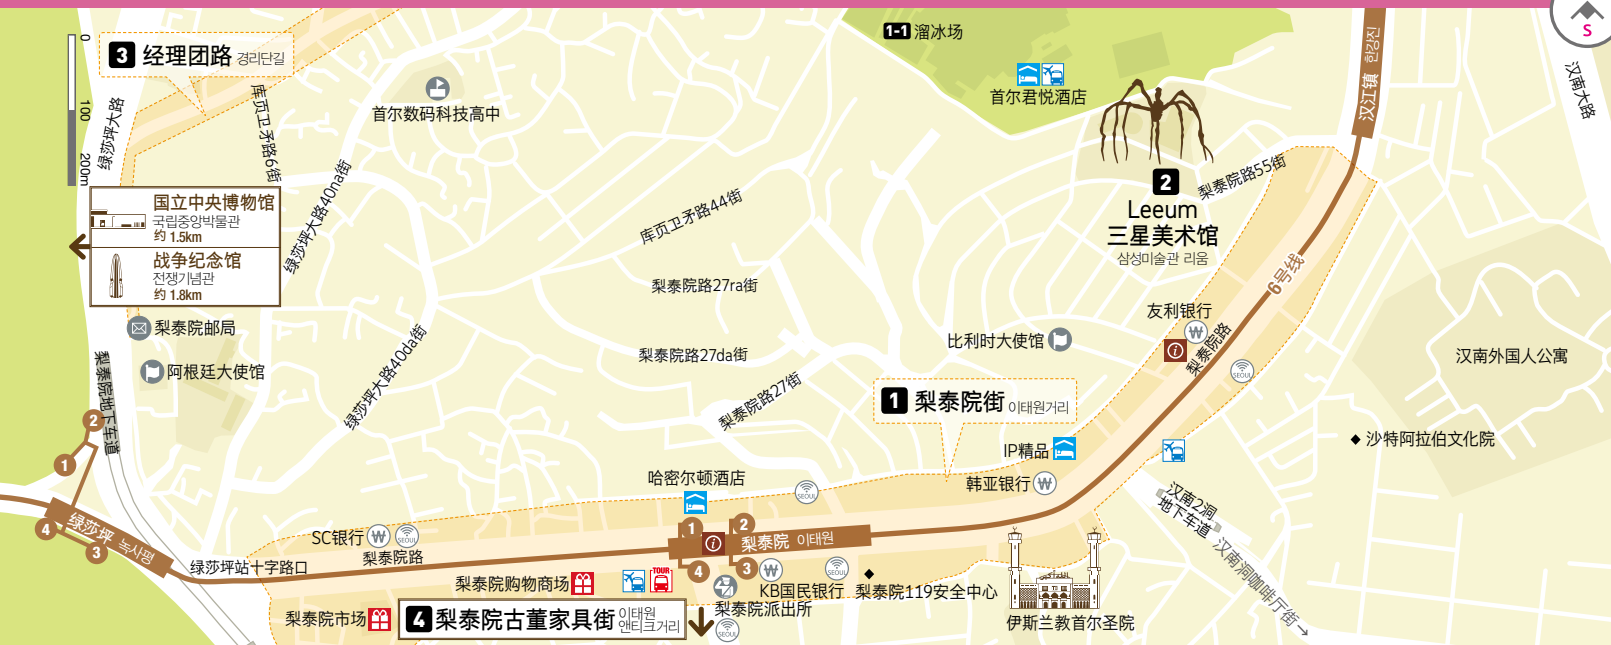 S
0
100
200m
3 经理团路 경리단길
绿莎坪大路
库页卫矛路6街
首尔数码科技高中
1-1 溜冰场
首尔君悦酒店
汉江镇 한강진
汉南大路
2
Leeum
三星美术馆
삼성미술관 리움
梨泰院路55街
国立中央博物馆
국립중앙박물관
约 1.5km
战争纪念馆
전쟁기념관
约 1.8km
绿莎坪大路40na街
库页卫矛路44街
梨泰院路27ra街
6号线
梨泰院邮局
阿根廷大使馆
梨泰院地下车道
绿莎坪大路40da街
梨泰院路27da街
梨泰院路27街
比利时大使馆
友利银行
₩
i
梨泰院路
SEOUL
汉南外国人公寓
1 梨泰院街 이태원거리
沙特阿拉伯文化院
IP精品
韩亚银行 ₩
哈密尔顿酒店
SEOUL
汉南2洞
地下车道
汉南洞咖啡厅街→
2
1
4
3
绿莎坪 녹사평
SC银行 ₩ SEOUL
梨泰院路
绿莎坪站十字路口
1
2
i
梨泰院 이태원
4
3
₩
SEOUL
KB国民银行
梨泰院119安全中心
梨泰院购物商场
TOUR
梨泰院派出所
SEOUL
梨泰院市场
4 梨泰院古董家具街 이태원
앤티크거리
伊斯兰教首尔圣院